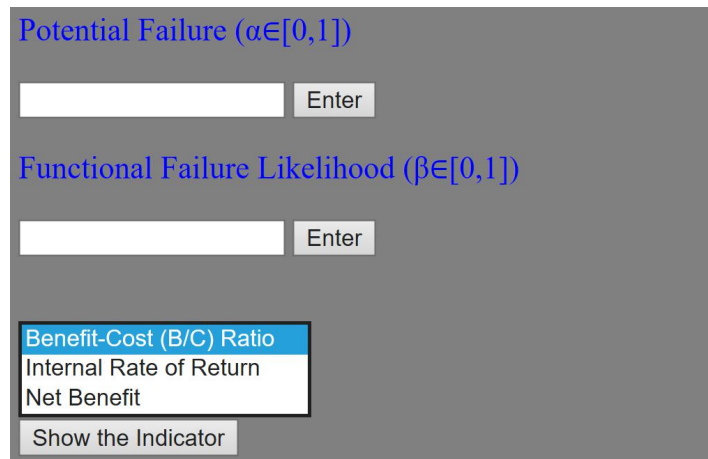 Potential Failure (α∈[0,1])
Enter
Functional Failure Likelihood (β∈[0,1])
Enter
Benefit-Cost (B/C) Ratio
Internal Rate of Return
Net Benefit
Show the Indicator